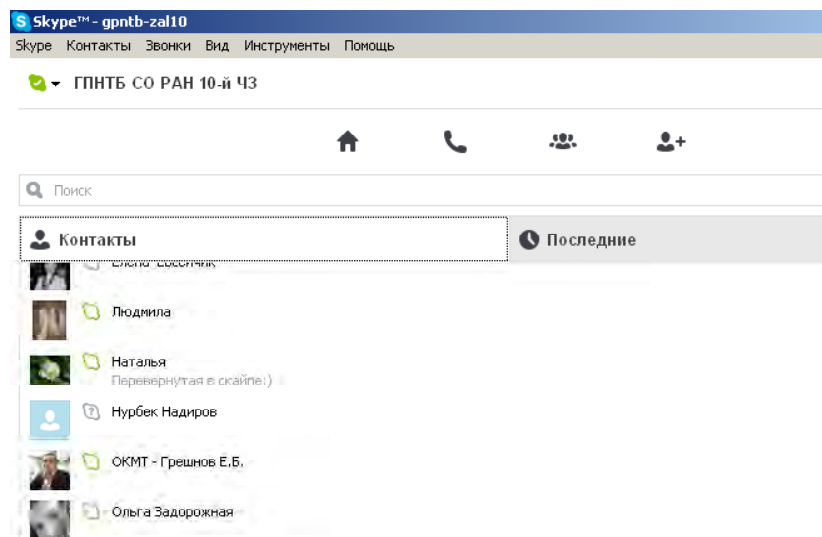 Skype™ - gpntb-zal10
Skype Контакты Звонки Вид Инструменты Помощь
ГПНТБ СО РАН 10-й ЧЗ
Поиск
Контакты
Последние
Людмила
Наталья
Перевернутая в скайпе:)
Нурбек Надиров
ОКМТ - Грешнов Е.Б.
Ольга Задорожная